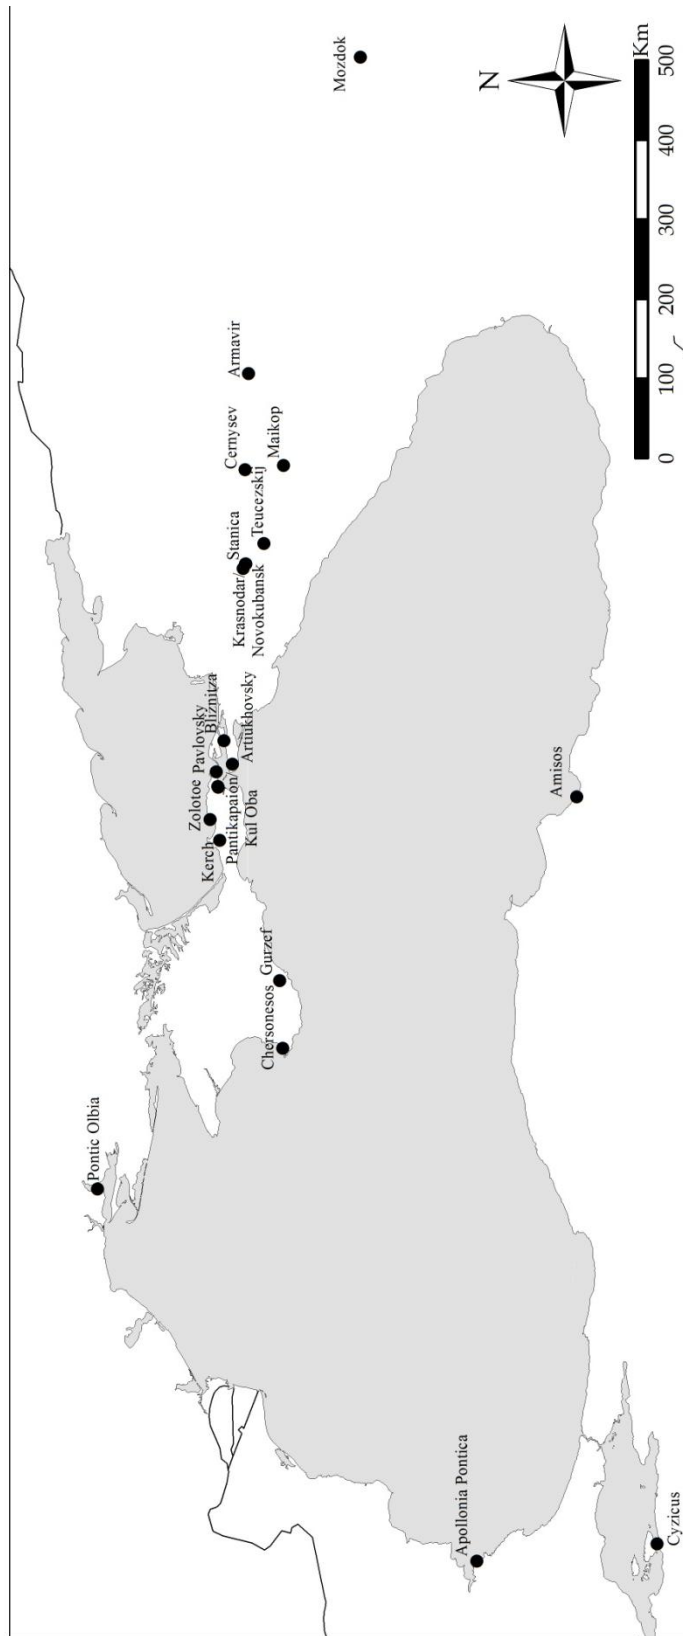 Pontic Olbia
Zolotoe
Pavlovsky
Bliznitza
Kerch
Pantikapaion/
Kul Oba
Artiukhovsky
Krasnodar/
Stanica
Novokubansk
Teucezskij
Cernysev
Maikop
Armavir
Mozdok
Chersonesos
Gurzef
Apollonia Pontica
Amisos
Cyzicus
N
Km
0 100 200 300 400 500